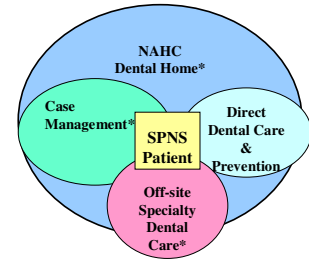 NAHC
Dental Home*
Case
Management*
SPNS
Patient
Direct
Dental Care
&
Prevention
Off-site
Specialty
Dental
Care*